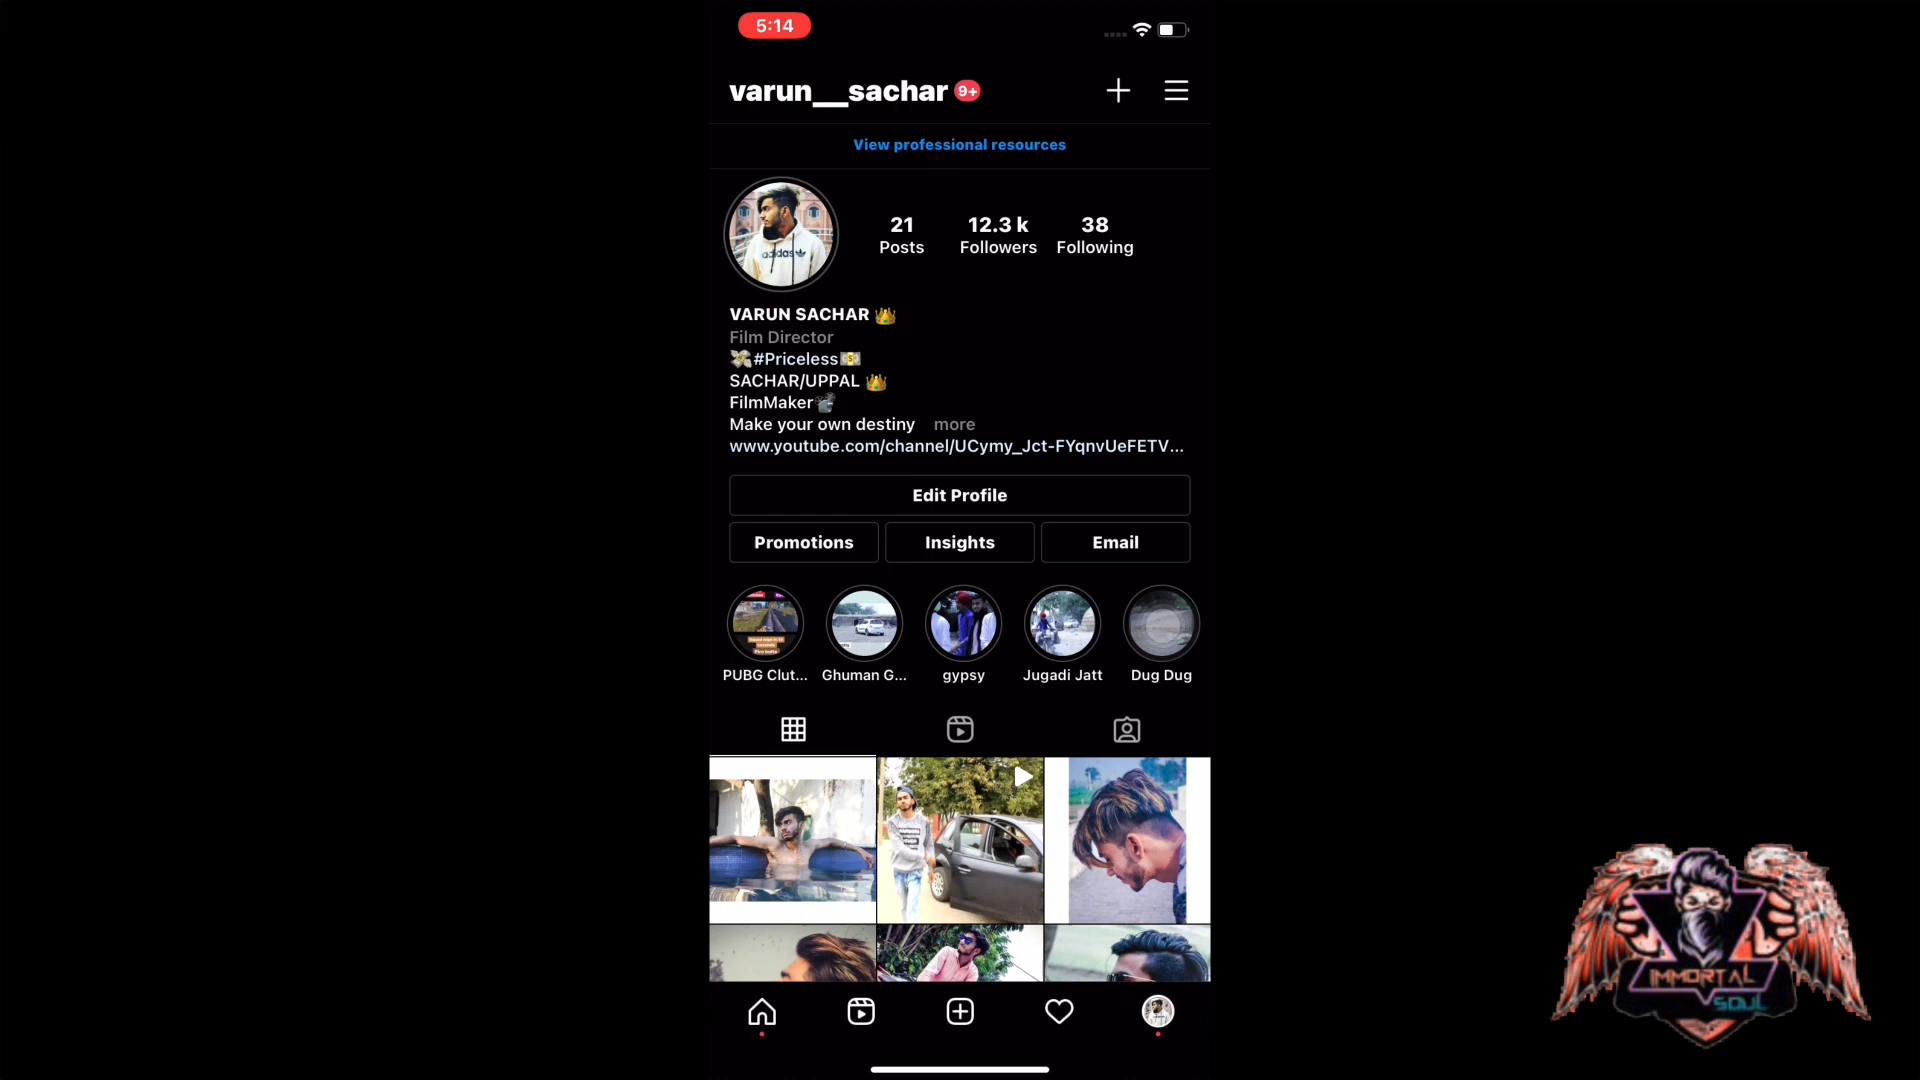 5:14
varun__sachar 9+
View professional resources
adidas
21 12.3 k 38
Posts Followers Following
VARUN SACHAR 👑
Film Director
💸#Priceless💵
SACHAR/UPPAL 👑
FilmMaker📽
Make your own destiny more
www.youtube.com/channel/UCymy_Jct-FYqnvUeFETV...
Edit Profile
Promotions Insights Email
PUBG Clut... Ghuman G... gypsy Jugadi Jatt Dug Dug
IMMORTAL
SOUL